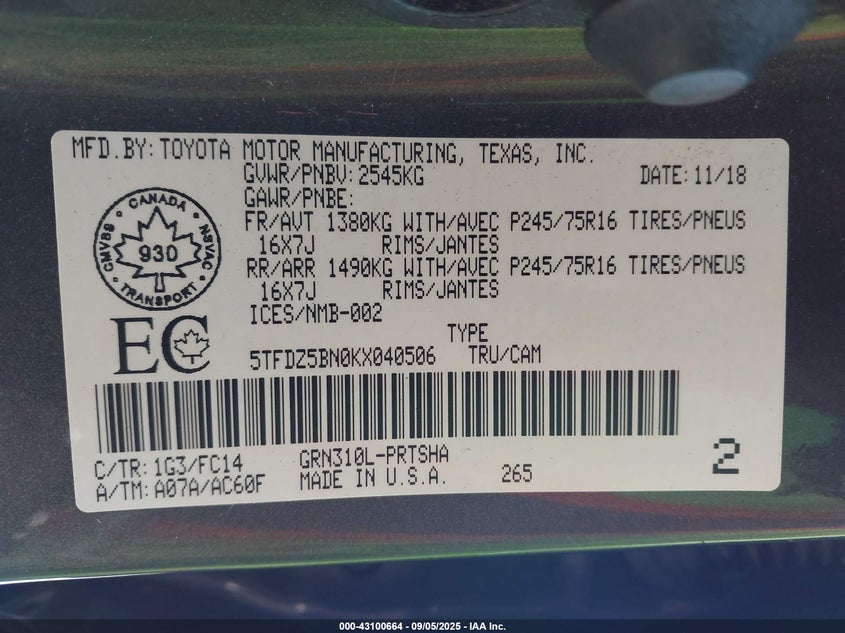 MFD.BY: TOYOTA MOTOR MANUFACTURING, TEXAS, INC.
GVWR/PNBV: 2545KG DATE: 11/18
GAWR/PNBE:
FR/AVT 1380KG WITH/AVEC P245/75R16 TIRES/PNEUS
16X7J RIMS/JANTES
RR/ARR 1490KG WITH/AVEC P245/75R16 TIRES/PNEUS
16X7J RIMS/JANTES
ICES/NMB-002
CANADA
CMVSS NSVAC
930
TRANSPORT
EC
TYPE
5TFDZ5BN0KX040506 TRU/CAM
C/TR: 1G3/FC14 GRN310L-PRTSHA
A/TM: A07A/AC60F MADE IN U.S.A. 265
2
000-43100664 - 09/05/2025 - IAA Inc.